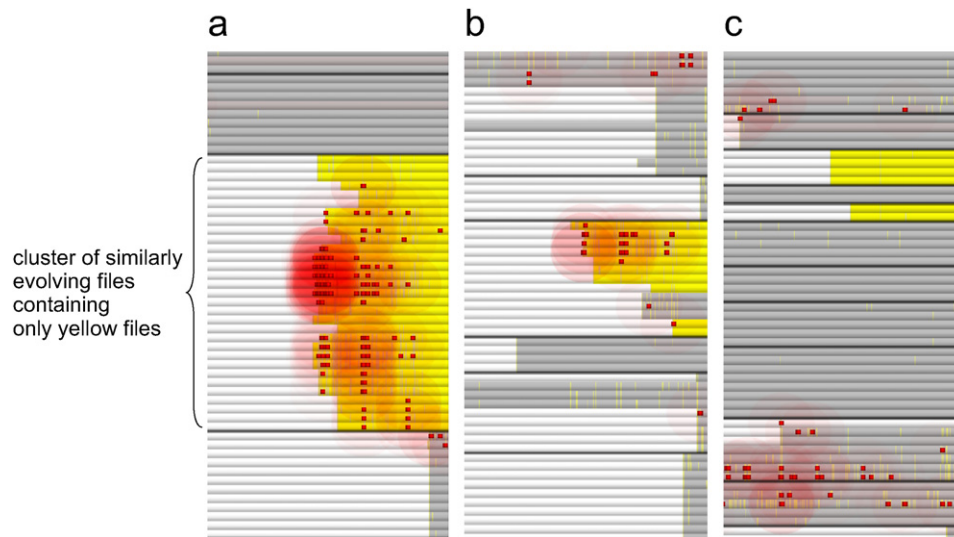 a b c
cluster of similarly
evolving files
containing
only yellow files